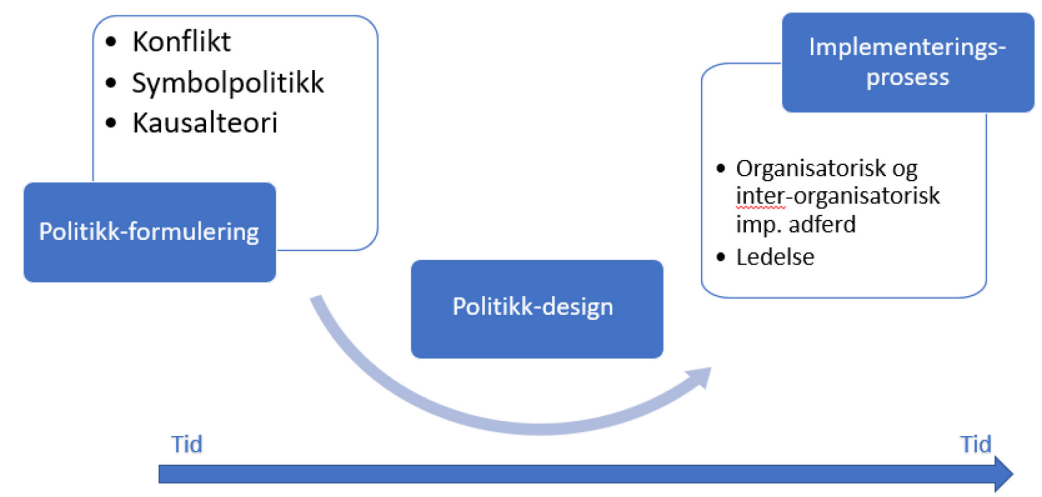 • Konflikt
• Symbolpolitikk
• Kausalteori
Politikk-formulering
Politikk-design
Implementerings-
prosess
• Organisatorisk og
inter-organisatorisk
imp. adferd
• Ledelse
Tid
Tid